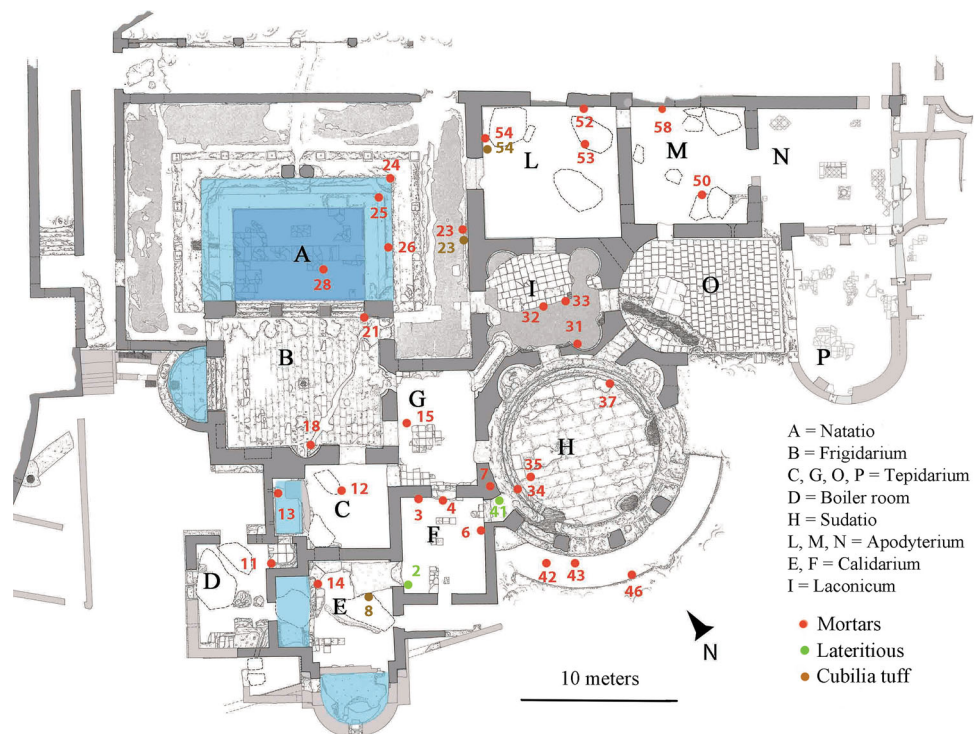 52
58
54
54
53
L
M
N
24
25
50
23
23
26
A
28
I
33
32
O
21
31
B
P
G
37
15
18
H
35
34
7
12
13
C
3
4
41
F
6
11
D
2
14
E
8
42
43
46
N
10 meters
A = Natatio
B = Frigidarium
C, G, O, P = Tepidarium
D = Boiler room
H = Sudatio
L, M, N = Apodyterium
E, F = Calidarium
I = Laconicum
Mortars
Lateritious
Cubilia tuff